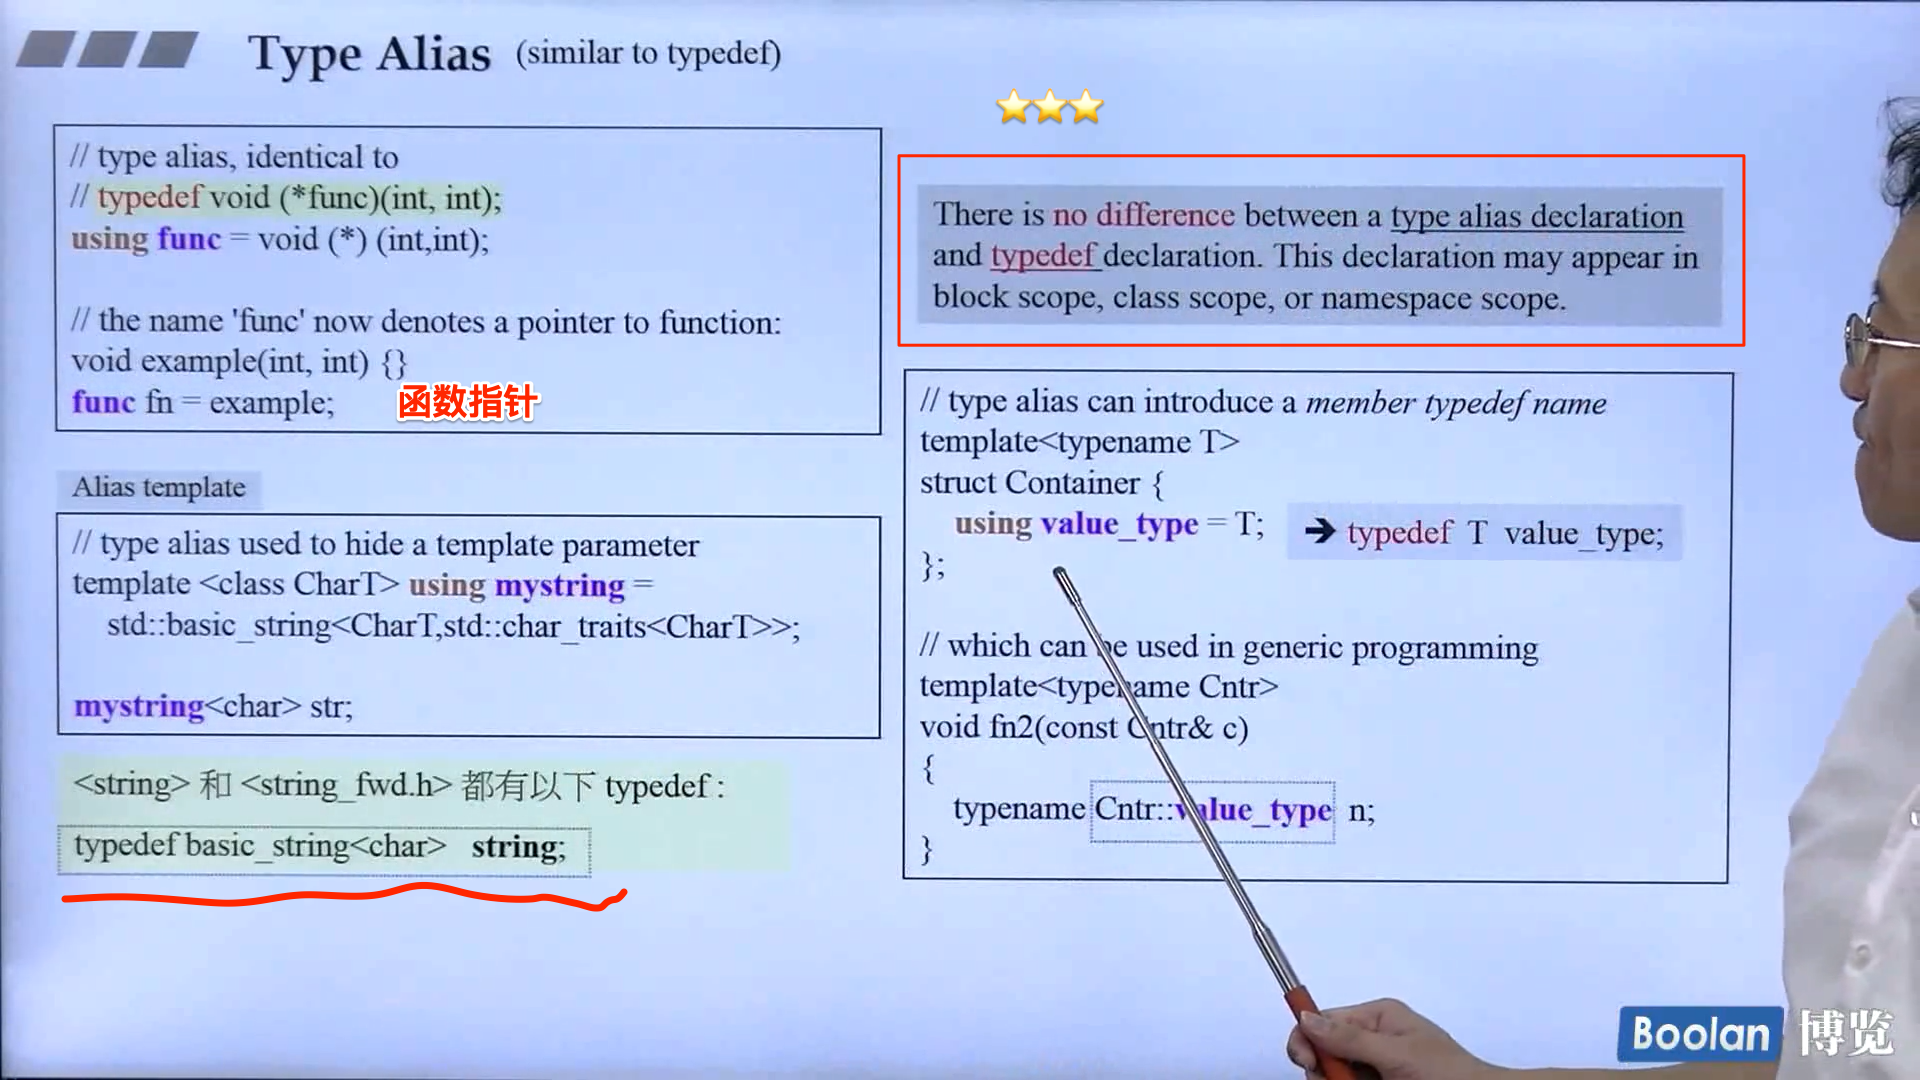 Type Alias (similar to typedef)
// type alias, identical to
// typedef void (*func)(int, int);
using func = void (*) (int,int);
// the name 'func' now denotes a pointer to function:
void example(int, int) {}
func fn = example;
函数指针
Alias template
// type alias used to hide a template parameter
template <class CharT> using mystring =
std::basic_string<CharT,std::char_traits<CharT>>;
mystring<char> str;
<string> 和 <string_fwd.h> 都有以下 typedef :
typedef basic_string<char> string;
There is no difference between a type alias declaration
and typedef declaration. This declaration may appear in
block scope, class scope, or namespace scope.
// type alias can introduce a member typedef name
template<typename T>
struct Container {
using value_type = T; ➔ typedef T value_type;
};
// which can be used in generic programming
template<typename Cntr>
void fn2(const Cntr& c)
{
typename Cntr::value_type n;
}
Boolan 博览